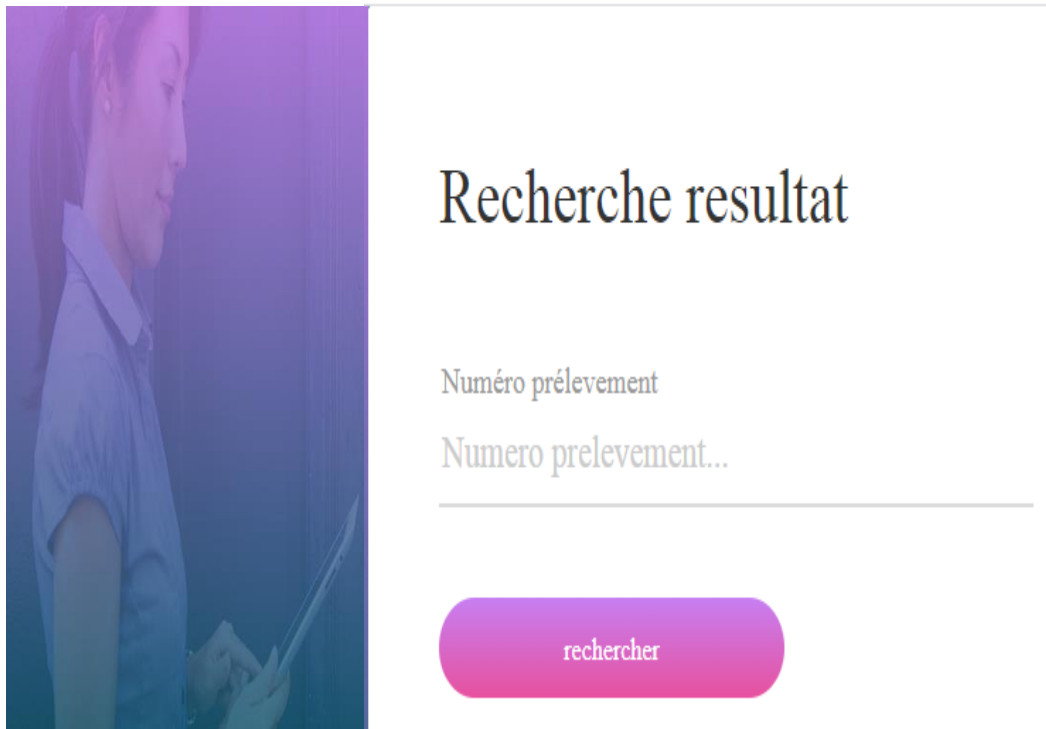 Recherche resultat
Numéro prélevement
Numero prelevement...
rechercher